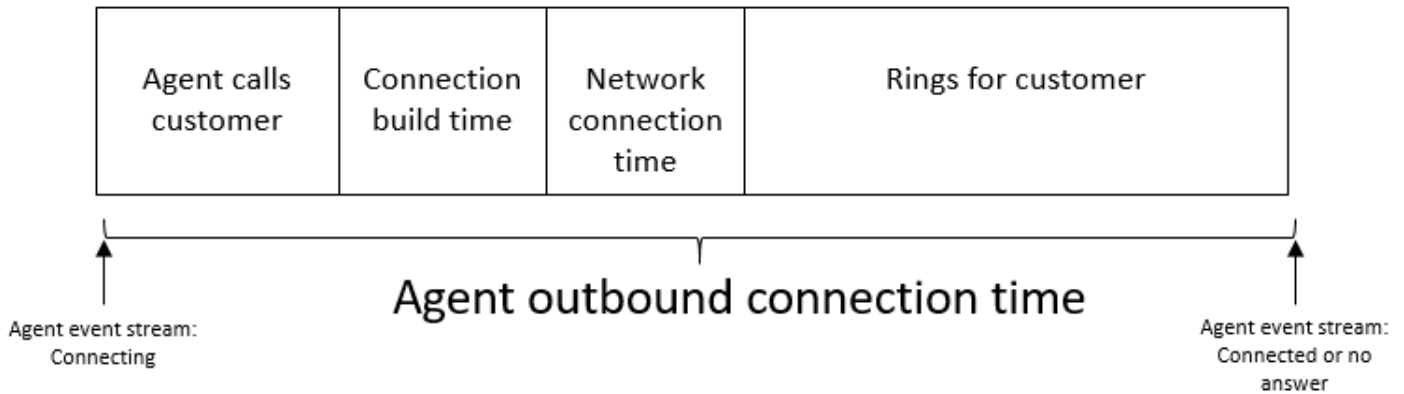 Agent calls
customer
Connection
build time
Network
connection
time
Rings for customer
Agent outbound connection time
Agent event stream:
Connecting
Agent event stream:
Connected or no
answer